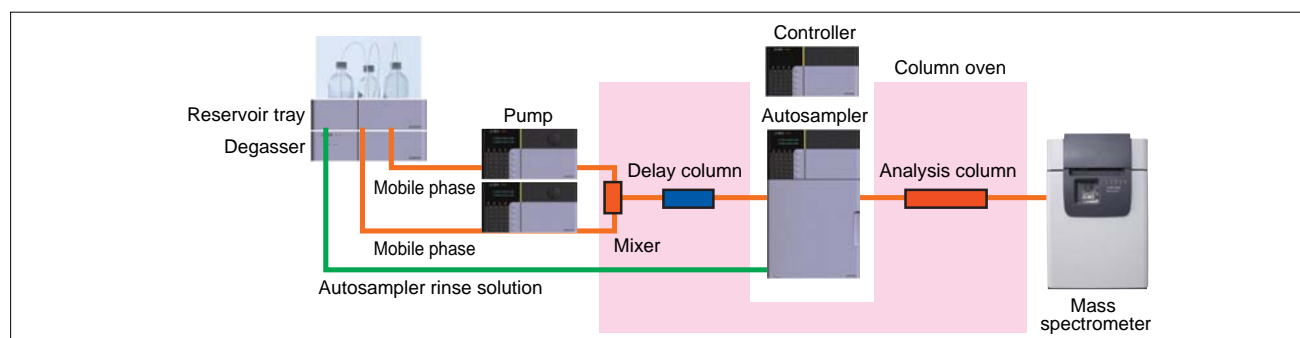 Controller
Column oven
Reservoir tray
Pump
Autosampler
Degasser
Delay column
Analysis column
Mobile phase
Mobile phase
Mixer
Autosampler rinse solution
Mass
spectrometer